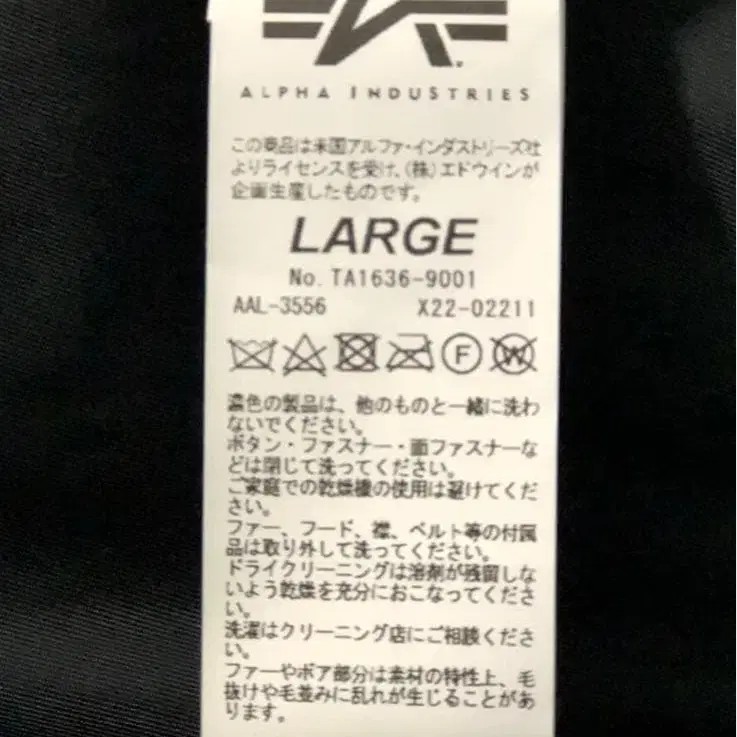 ALPHA INDUSTRIES
この商品は米国アルファ・インダストリーズ社
よりライセンスを受け、(株)エドウインが
企画生産したものです。
LARGE
No. TA1636-9001
AAL-3556 X22-02211
F W
濃色の製品は、他のものと一緒に洗わ
ないでください。
ボタン・ファスナー・面ファスナーな
どは閉じて洗ってください。
ご家庭での乾燥機の使用は避けてくだ
さい。
ファー、フード、襟、ベルト等の付属
品は取り外して洗ってください。
ドライクリーニングは溶剤が残留しな
いよう乾燥を充分におこなってくださ
い。
洗濯はクリーニング店にご相談くださ
い。
ファーやボア部分は素材の特性上、毛
抜けや毛並みに乱れが生じることがあ
ります。